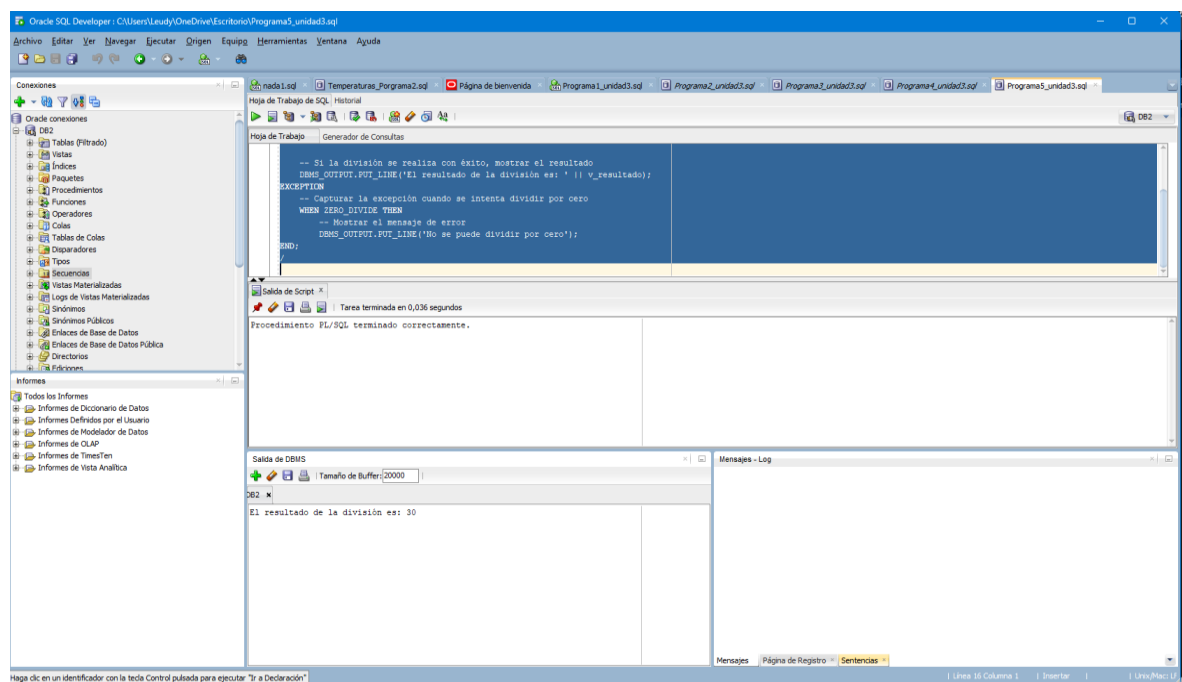 Oracle SQL Developer : C:\Users\Leudy\OneDrive\Escritorio\Programa5_unidad3.sql
Archivo Editar Ver Navegar Ejecutar Origen Equipo Herramientas Ventana Ayuda
Conexiones
Oracle conexiones
DB2
Tablas (Filtrado)
Vistas
Índices
Paquetes
Procedimientos
Funciones
Operadores
Colas
Tablas de Colas
Disparadores
Tipos
Secuencias
Vistas Materializadas
Logs de Vistas Materializadas
Sinónimos
Sinónimos Públicos
Enlaces de Base de Datos
Enlaces de Base de Datos Pública
Directorios
Ediciones
Informes
Todos los Informes
Informes de Diccionario de Datos
Informes Definidos por el Usuario
Informes de Modelador de Datos
Informes de OLAP
Informes de TimesTen
Informes de Vista Analítica
nada1.sql Temperaturas_Porgrama2.sql Página de bienvenida Programa1_unidad3.sql Programa2_unidad3.sql Programa3_unidad3.sql Programa4_unidad3.sql Programa5_unidad3.sql
Hoja de Trabajo de SQL Historial
DB2
Hoja de Trabajo Generador de Consultas
-- Si la división se realiza con éxito, mostrar el resultado
DBMS_OUTPUT.PUT_LINE('El resultado de la división es: ' || v_resultado);
EXCEPTION
-- Capturar la excepción cuando se intenta dividir por cero
WHEN ZERO_DIVIDE THEN
-- Mostrar el mensaje de error
DBMS_OUTPUT.PUT_LINE('No se puede dividir por cero');
END;
/
Salida de Script
Tarea terminada en 0,036 segundos
Procedimiento PL/SQL terminado correctamente.
Salida de DBMS
Tamaño de Buffer: 20000
DB2
El resultado de la división es: 30
Mensajes - Log
Mensajes Página de Registro Sentencias
Haga clic en un identificador con la tecla Control pulsada para ejecutar "Ir a Declaración"
Línea 16 Columna 1 Insertar Unix/Mac: LF